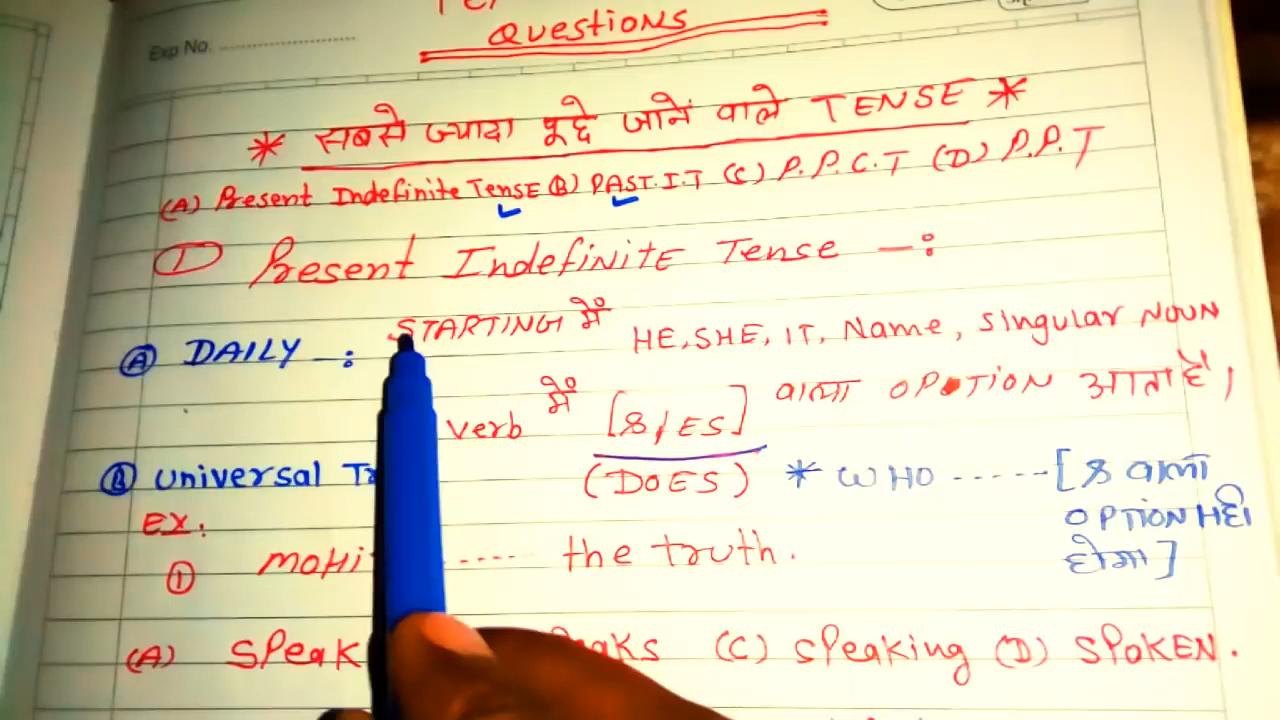 Questions
Exp No.
* सबसे ज्यादा पूछे जानें वाले TENSE *
(A) Present Indefinite Tense (B) PAST.I.T (C) P.P.C.T (D) P.P.T
① Present Indefinite Tense —:
Ⓐ DAILY —: STARTING में HE, SHE, IT, Name, Singular NOUN
verb में [S/ES] वाला OPTION आता है।
Ⓑ Universal
(DOES) * WHO ----- [S वाला
OPTION सही
होगा]
EX:
① MOHI ---- the truth.
(A) Speak (C) Speaking (D) SPOKEN.